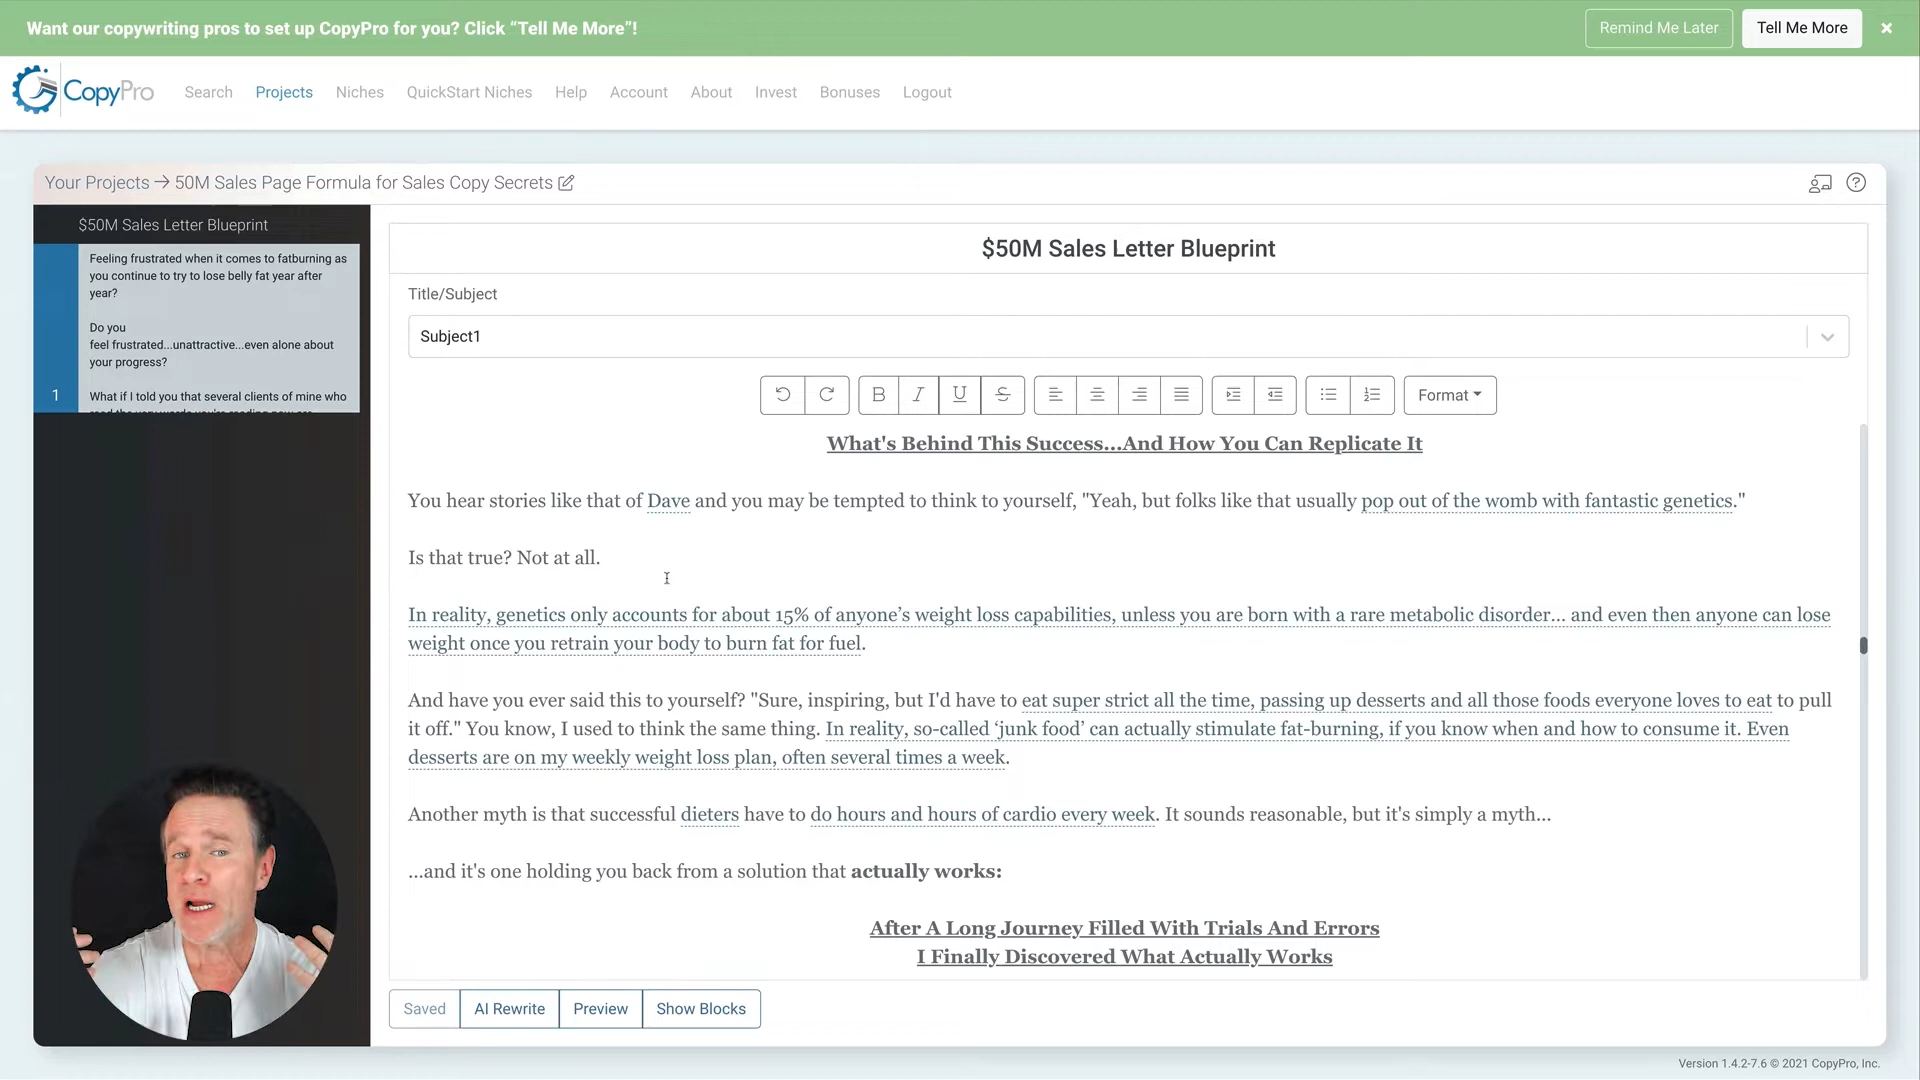 Want our copywriting pros to set up CopyPro for you? Click “Tell Me More”!
Remind Me Later
Tell Me More
×
CopyPro
Search
Projects
Niches
QuickStart Niches
Help
Account
About
Invest
Bonuses
Logout
Your Projects → 50M Sales Page Formula for Sales Copy Secrets
$50M Sales Letter Blueprint
Feeling frustrated when it comes to fatburning as
you continue to try to lose belly fat year after
year?
Do you
feel frustrated...unattractive...even alone about
your progress?
1
What if I told you that several clients of mine who
$50M Sales Letter Blueprint
Title/Subject
Subject1
B
I
U
S
Format
What's Behind This Success...And How You Can Replicate It
You hear stories like that of Dave and you may be tempted to think to yourself, "Yeah, but folks like that usually pop out of the womb with fantastic genetics."
Is that true? Not at all.
In reality, genetics only accounts for about 15% of anyone’s weight loss capabilities, unless you are born with a rare metabolic disorder... and even then anyone can lose
weight once you retrain your body to burn fat for fuel.
And have you ever said this to yourself? "Sure, inspiring, but I'd have to eat super strict all the time, passing up desserts and all those foods everyone loves to eat to pull
it off." You know, I used to think the same thing. In reality, so-called ‘junk food’ can actually stimulate fat-burning, if you know when and how to consume it. Even
desserts are on my weekly weight loss plan, often several times a week.
Another myth is that successful dieters have to do hours and hours of cardio every week. It sounds reasonable, but it's simply a myth...
...and it's one holding you back from a solution that actually works:
After A Long Journey Filled With Trials And Errors
I Finally Discovered What Actually Works
Saved
AI Rewrite
Preview
Show Blocks
Version 1.4.2-7.6 © 2021 CopyPro, Inc.